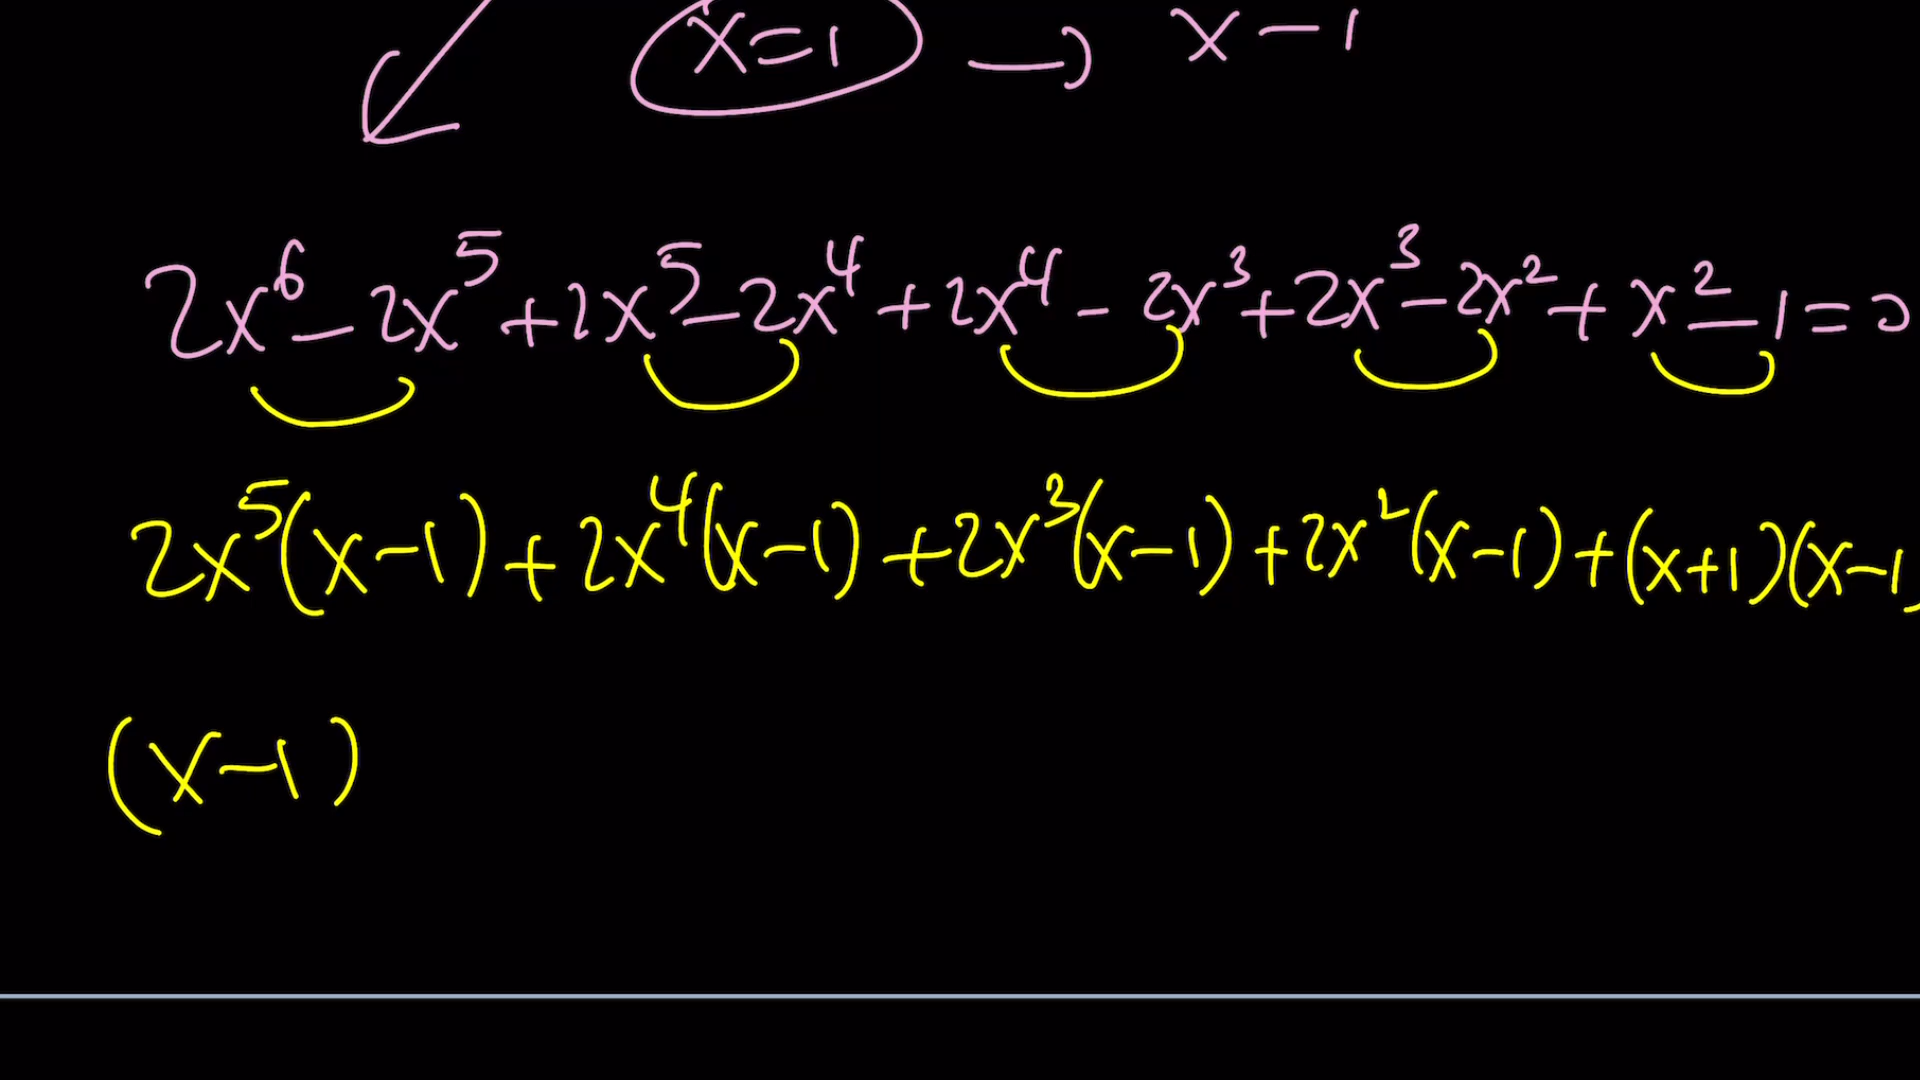 x=1 → x-1
2x⁶-2x⁵+2x⁵-2x⁴+2x⁴-2x³+2x³-2x²+x²-1=0
2x⁵(x-1)+2x⁴(x-1)+2x³(x-1)+2x²(x-1)+(x+1)(x-1)
(x-1)